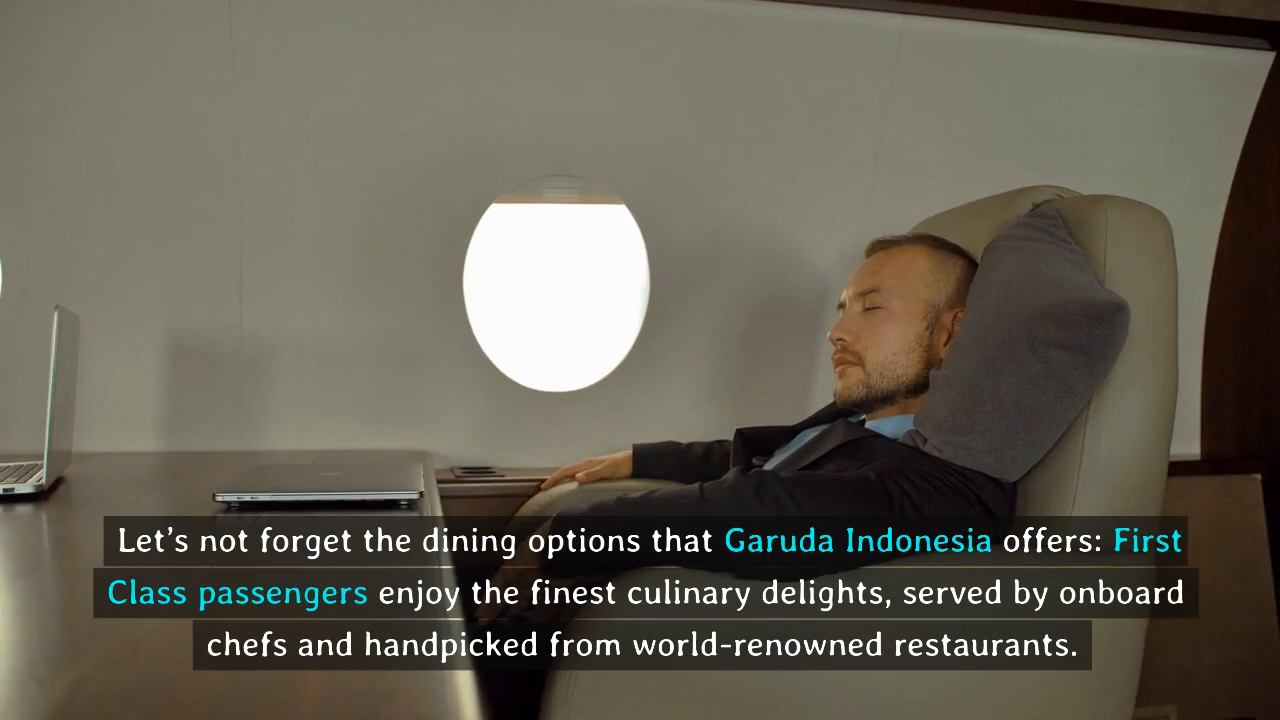 Let's not forget the dining options that Garuda Indonesia offers: First
Class passengers enjoy the finest culinary delights, served by onboard
chefs and handpicked from world-renowned restaurants.